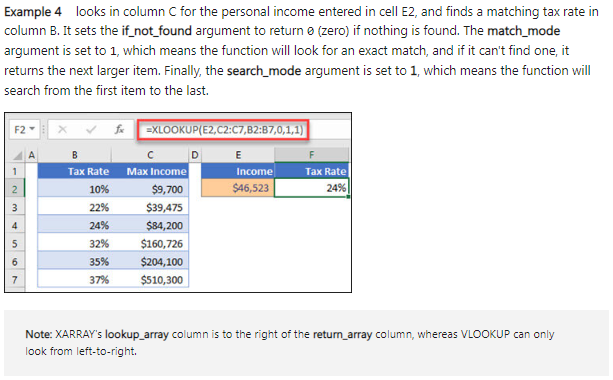 Example 4 looks in column C for the personal income entered in cell E2, and finds a matching tax rate in
column B. It sets the if_not_found argument to return 0 (zero) if nothing is found. The match_mode
argument is set to 1, which means the function will look for an exact match, and if it can't find one, it
returns the next larger item. Finally, the search_mode argument is set to 1, which means the function will
search from the first item to the last.
F2 fx =XLOOKUP(E2,C2:C7,B2:B7,0,1,1)
A B C D E F
1 Tax Rate Max Income Income Tax Rate
2 10% $9,700 $46,523 24%
3 22% $39,475
4 24% $84,200
5 32% $160,726
6 35% $204,100
7 37% $510,300
Note: XARRAY's lookup_array column is to the right of the return_array column, whereas VLOOKUP can only
look from left-to-right.